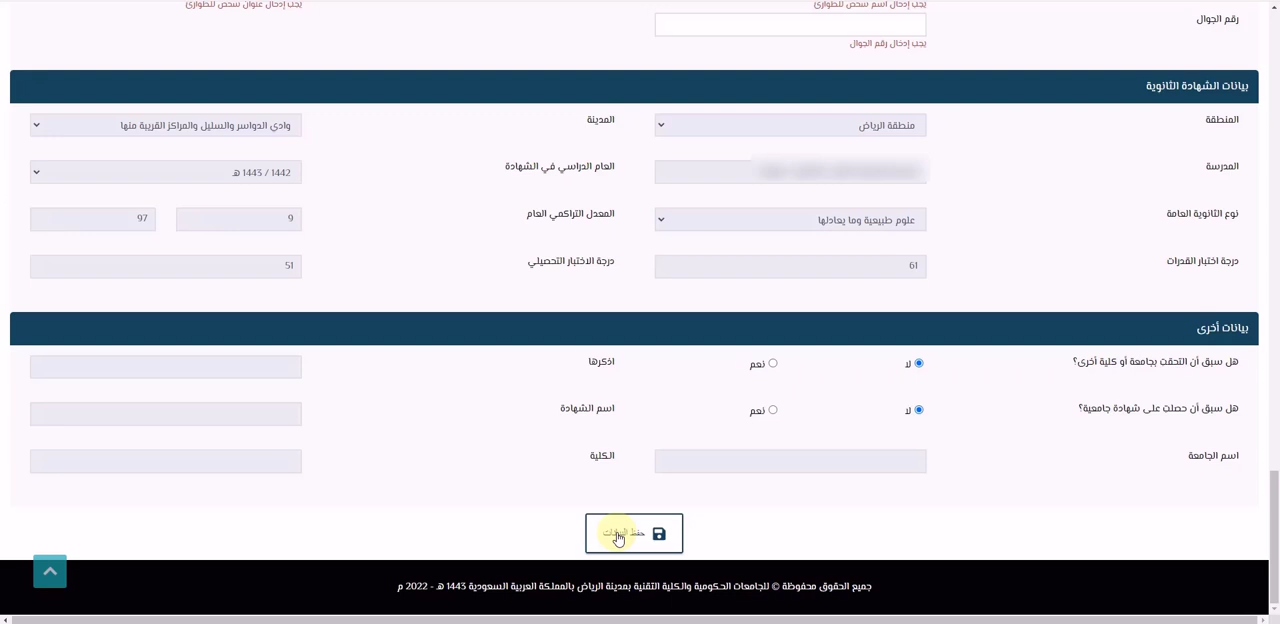 يجب إدخال اسم شخص للطوارئ
يجب إدخال عنوان شخص للطوارئ
رقم الجوال
يجب إدخال رقم الجوال
بيانات الشهادة الثانوية
المنطقة
منطقة الرياض
المدينة
وادي الدواسر والسليل والمراكز القريبة منها
المدرسة
العام الدراسي في الشهادة
1442 / 1443 هـ
نوع الثانوية العامة
علوم طبيعية وما يعادلها
المعدل التراكمي العام
9
97
درجة اختبار القدرات
61
درجة الاختبار التحصيلي
51
بيانات أخرى
هل سبق أن التحقتِ بجامعة أو كلية أخرى؟
لا
نعم
اذكرها
هل سبق أن حصلتِ على شهادة جامعية؟
لا
نعم
اسم الشهادة
اسم الجامعة
الكلية
حفظ البيانات
جميع الحقوق محفوظة © للجامعات الحكومية والكلية التقنية بمدينة الرياض بالمملكة العربية السعودية 1443 هـ - 2022 م